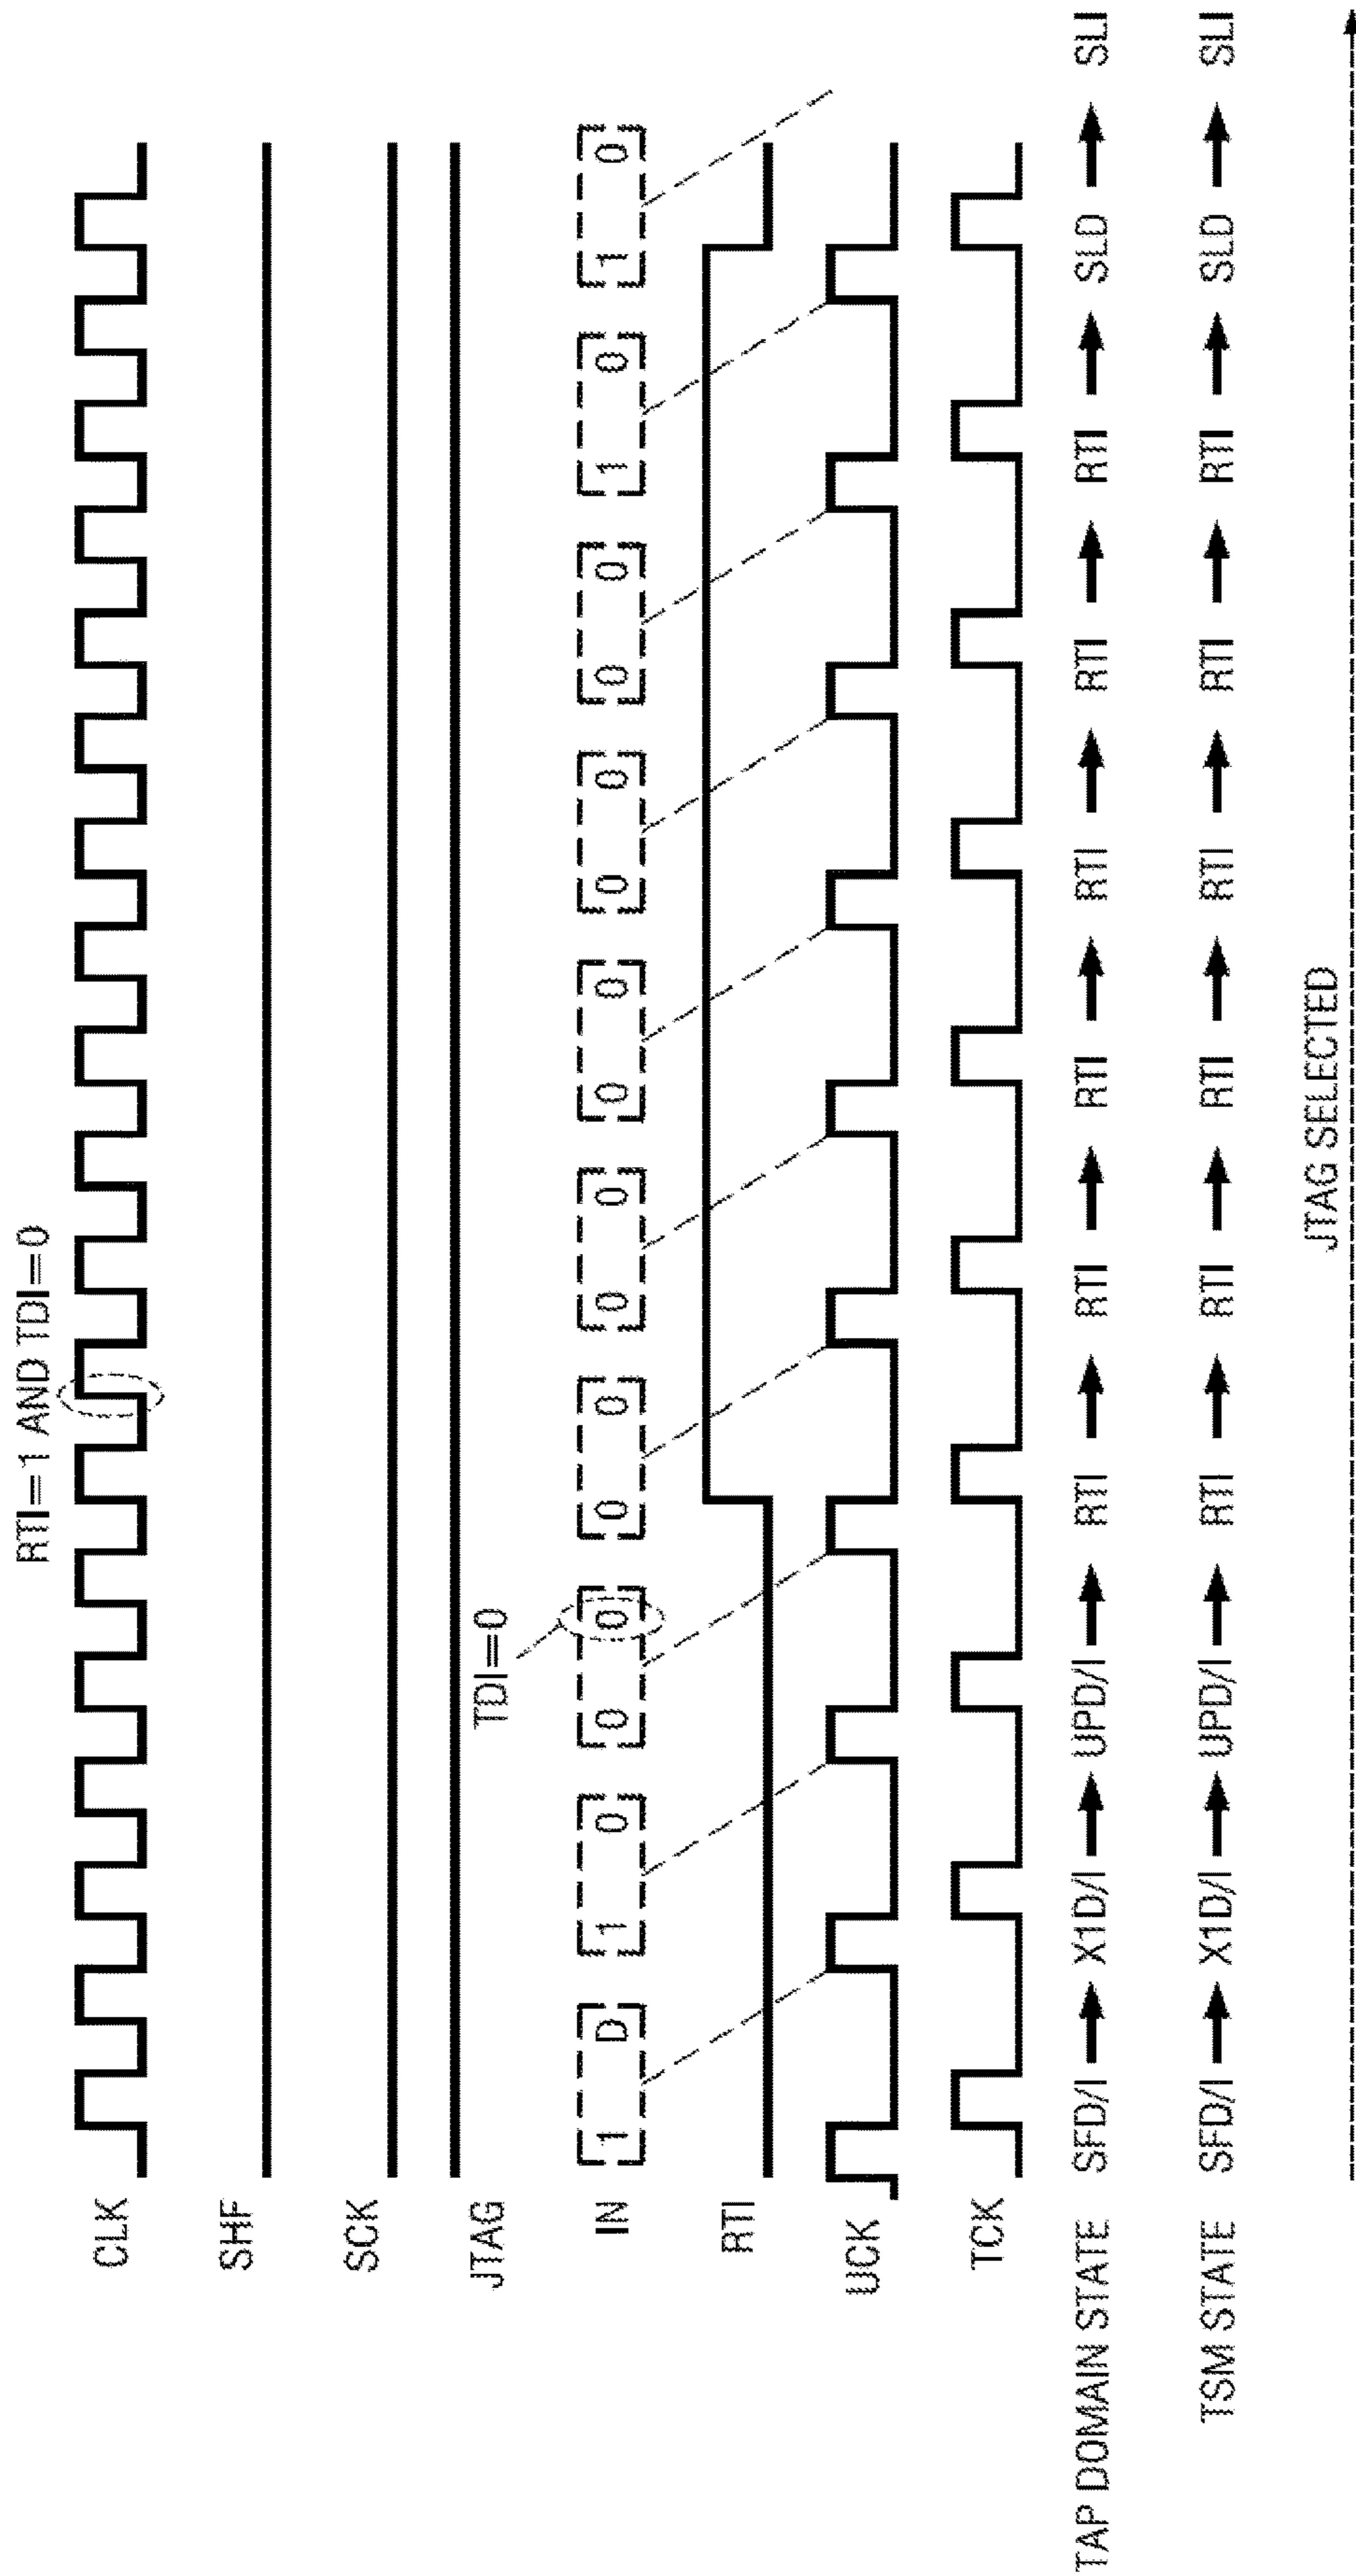 RTI=1 AND TDI=0
CLK
SHF
SCK
JTAG
TDI=0
IN 1 D 1 0 0 0 0 0 0 0 0 0 0 0 0 0 1 0 1 0
RTI
UCK
TCK
TAP DOMAIN STATE SFD/I X1D/I UPD/I RTI RTI RTI RTI RTI RTI SLD SLI
TSM STATE SFD/I X1D/I UPD/I RTI RTI RTI RTI RTI RTI SLD SLI
JTAG SELECTED